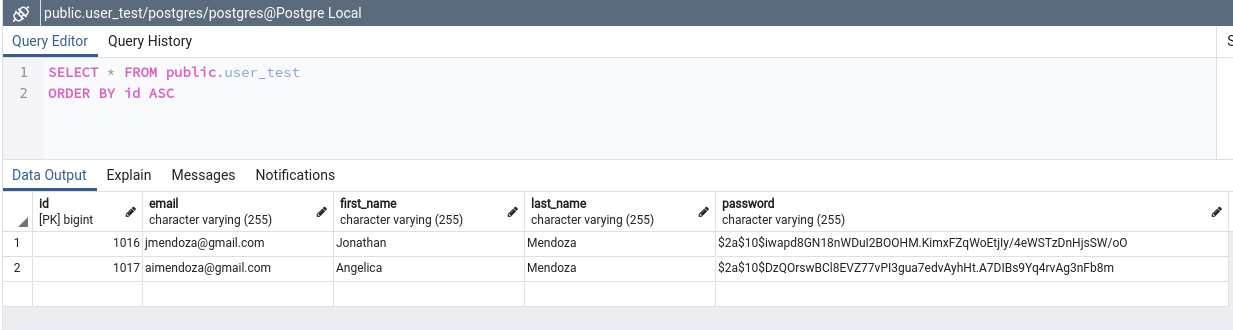 public.user_test/postgres/postgres@Postgre Local
Query Editor Query History S
1 SELECT * FROM public.user_test
2 ORDER BY id ASC
Data Output Explain Messages Notifications
id email first_name last_name password
[PK] bigint character varying (255) character varying (255) character varying (255) character varying (255)
1 1016 jmendoza@gmail.com Jonathan Mendoza $2a$10$iwapd8GN18nWDuI2BOOHM.KimxFZqWoEtjIy/4eWSTzDnHjsSW/oO
2 1017 aimendoza@gmail.com Angelica Mendoza $2a$10$DzQOrswBCl8EVZ77vPI3gua7edvAyhHt.A7DIBs9Yq4rvAg3nFb8m